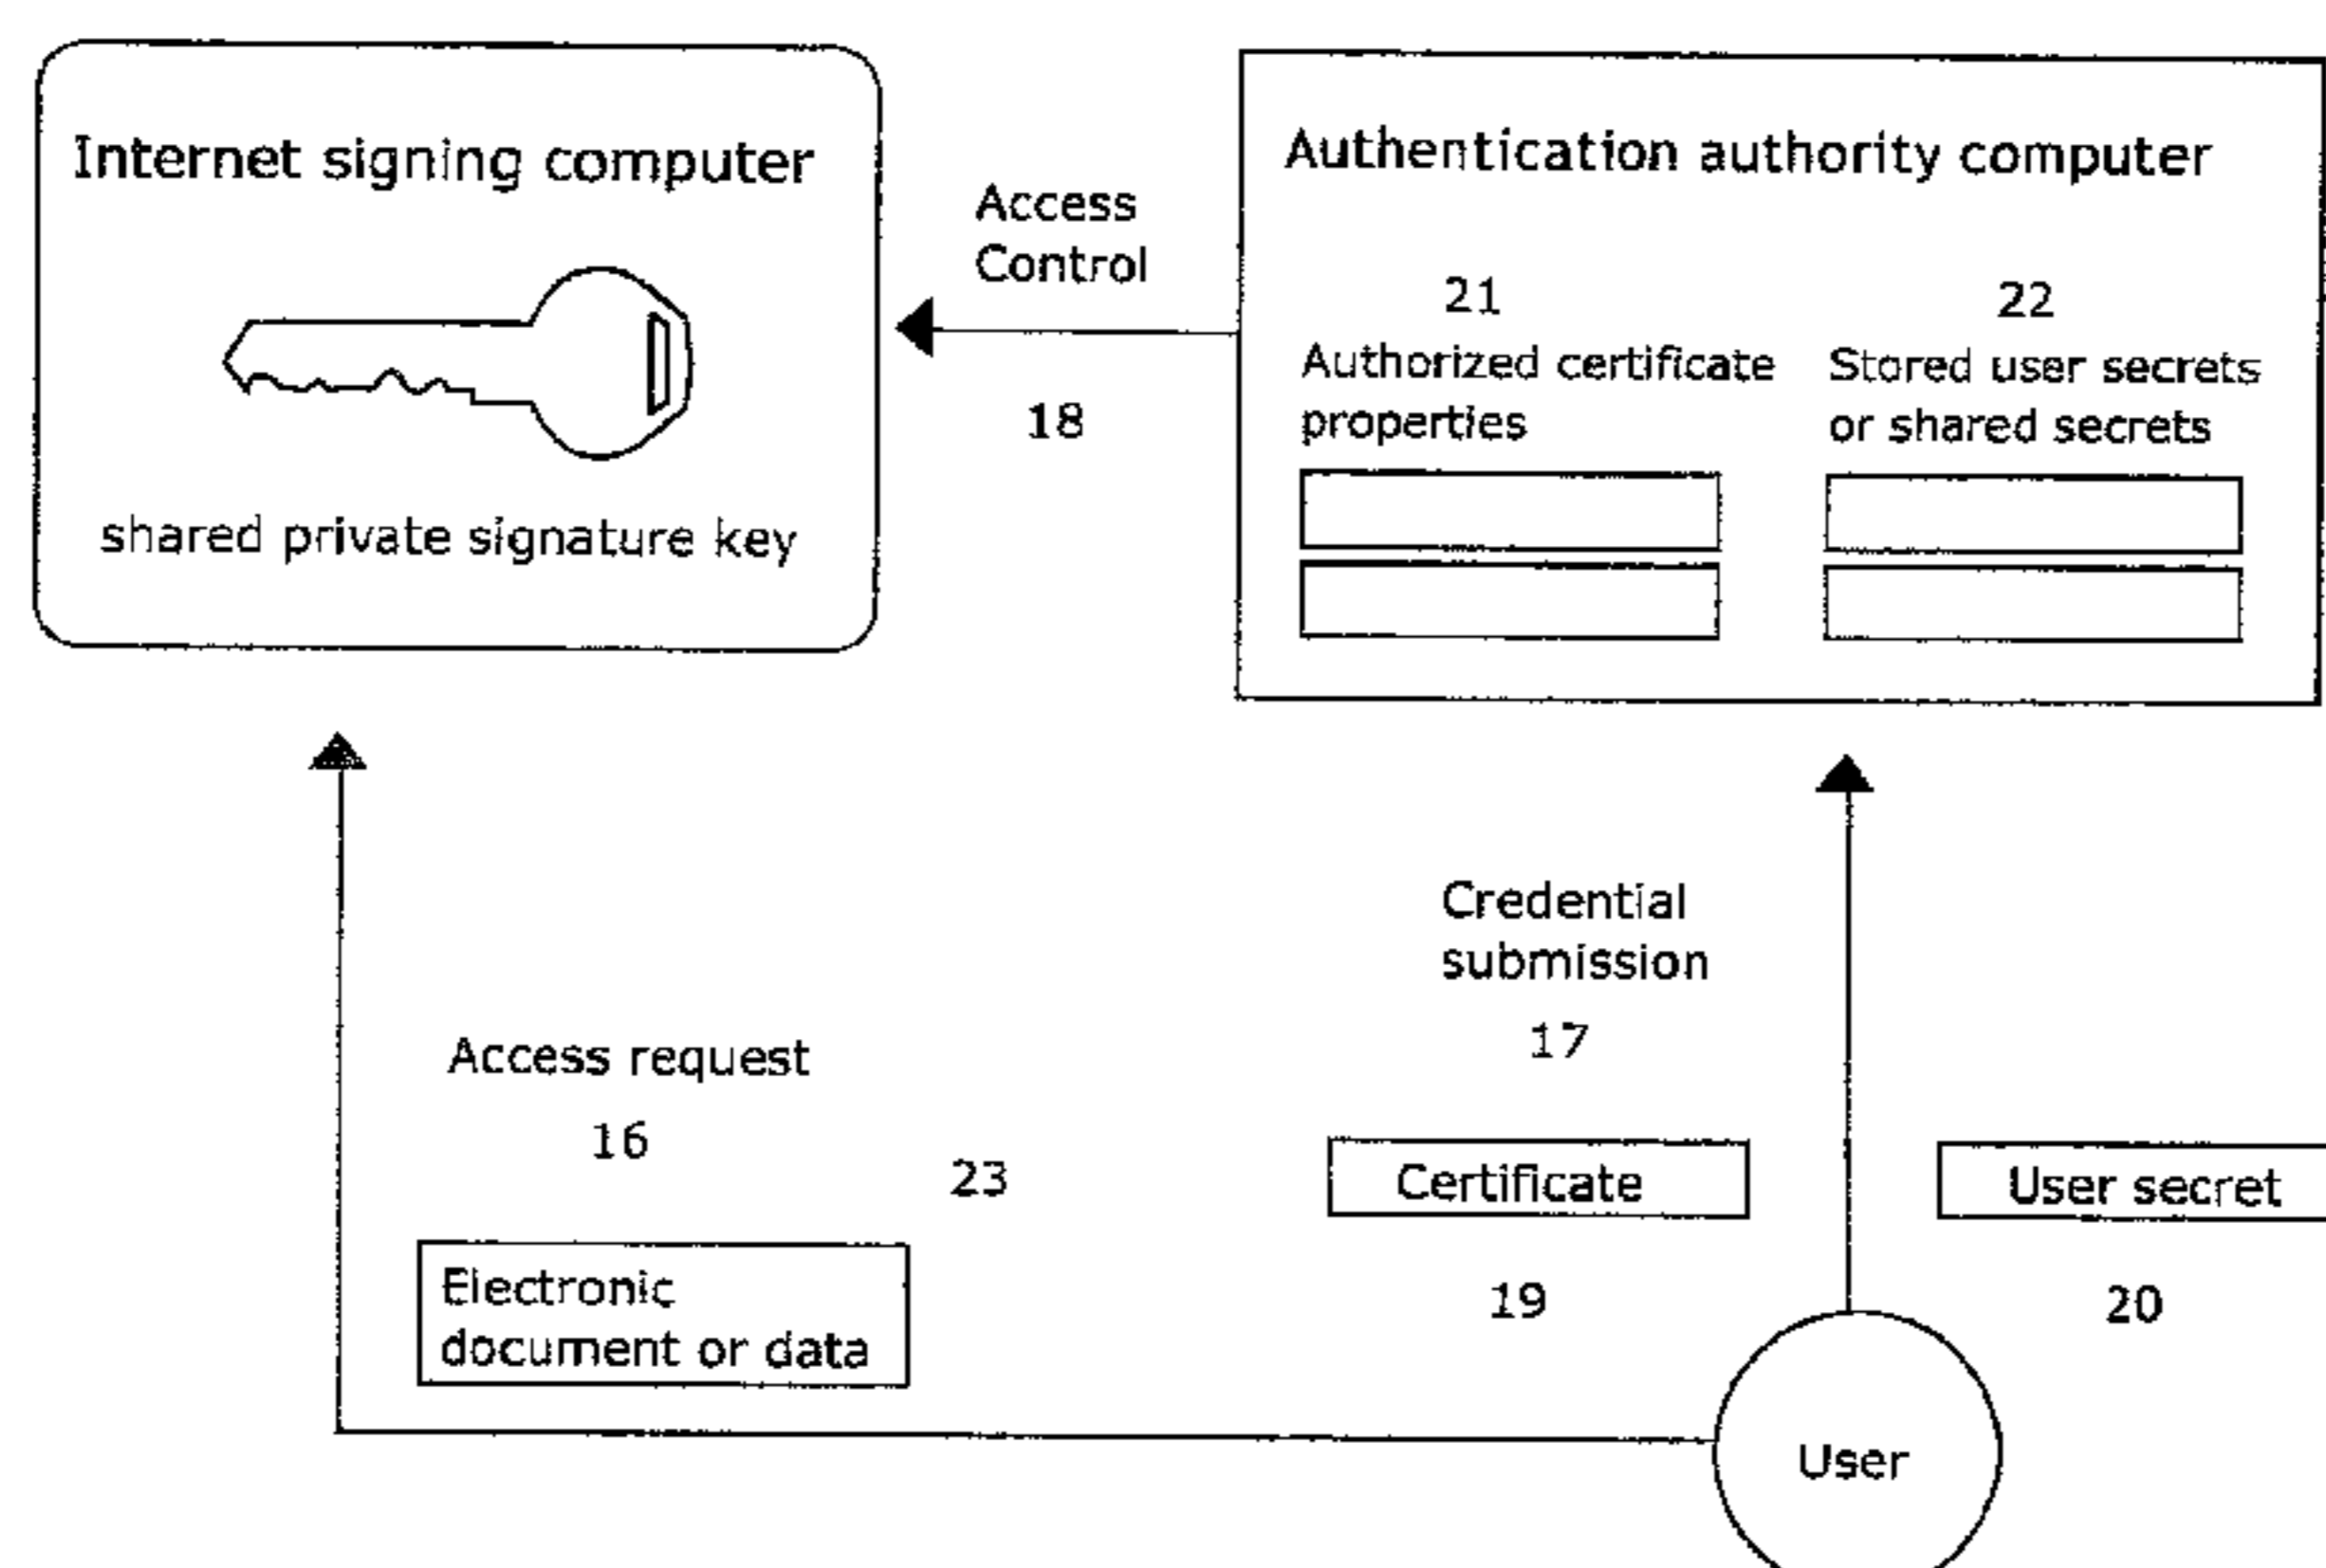 Internet signing computer
shared private signature key
Access
Control
18
Authentication authority computer
21
Authorized certificate
properties
22
Stored user secrets
or shared secrets
Credential
submission
17
Access request
16
23
Electronic
document or data
Certificate
19
User secret
20
User